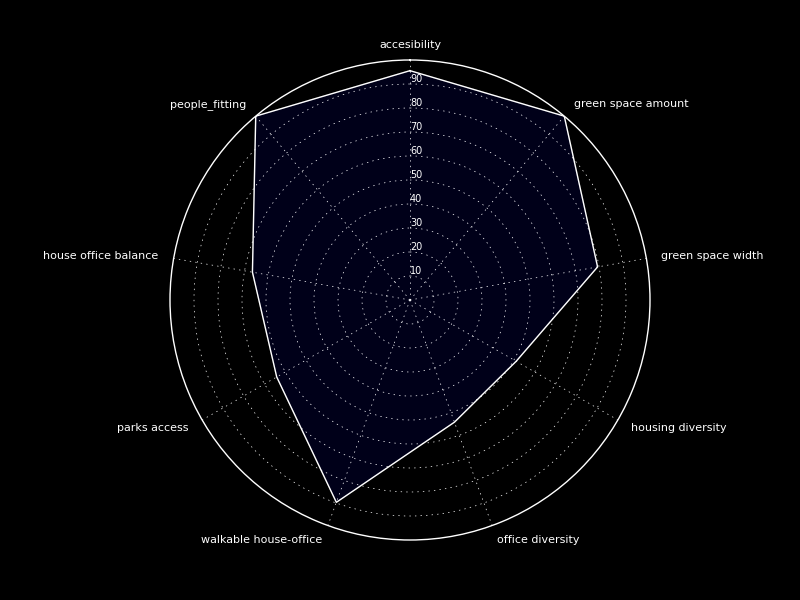 accesibility
people_fitting
green space amount
90
80
70
60
50
40
30
20
10
house office balance
green space width
parks access
housing diversity
walkable house-office
office diversity